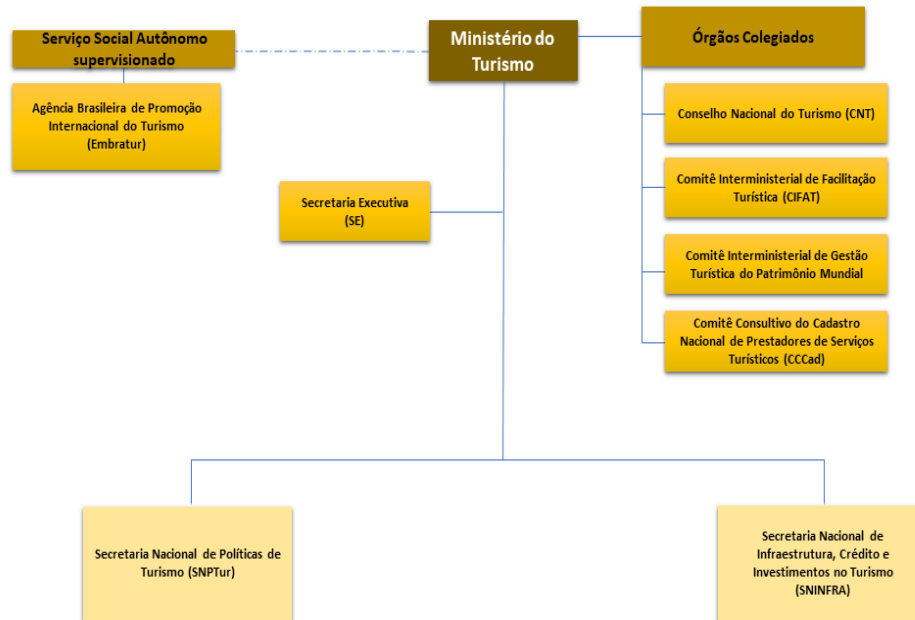 Serviço Social Autônomo
supervisionado
Ministério do
Turismo
Órgãos Colegiados
Agência Brasileira de Promoção
Internacional do Turismo
(Embratur)
Conselho Nacional do Turismo (CNT)
Comitê Interministerial de Facilitação
Turística (CIFAT)
Secretaria Executiva
(SE)
Comitê Interministerial de Gestão
Turística do Patrimônio Mundial
Comitê Consultivo do Cadastro
Nacional de Prestadores de Serviços
Turísticos (CCCad)
Secretaria Nacional de Políticas de
Turismo (SNPTur)
Secretaria Nacional de
Infraestrutura, Crédito e
Investimentos no Turismo
(SNINFRA)